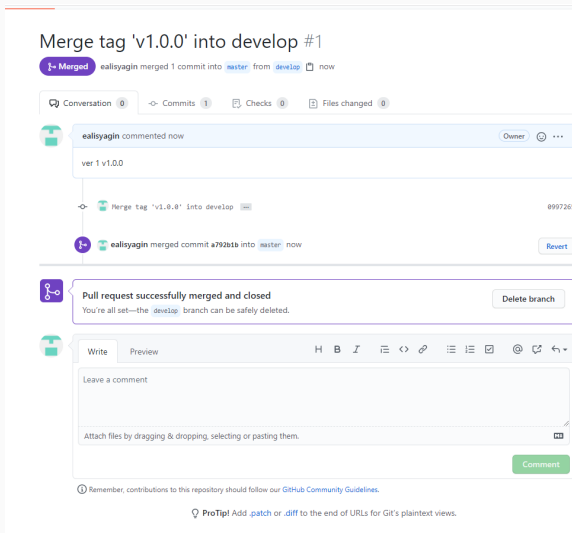 Merge tag 'v1.0.0' into develop #1
Merged ealisyagin merged 1 commit into master from develop now
Conversation 0 Commits 1 Checks 0 Files changed 0
ealisyagin commented now Owner
ver 1 v1.0.0
Merge tag 'v1.0.0' into develop
ealisyagin merged commit a792b1b into master now Revert
Pull request successfully merged and closed
You're all set—the develop branch can be safely deleted.
Delete branch
Write Preview H B I
Leave a comment
Attach files by dragging & dropping, selecting or pasting them.
Comment
Remember, contributions to this repository should follow our GitHub Community Guidelines.
ProTip! Add .patch or .diff to the end of URLs for Git's plaintext views.